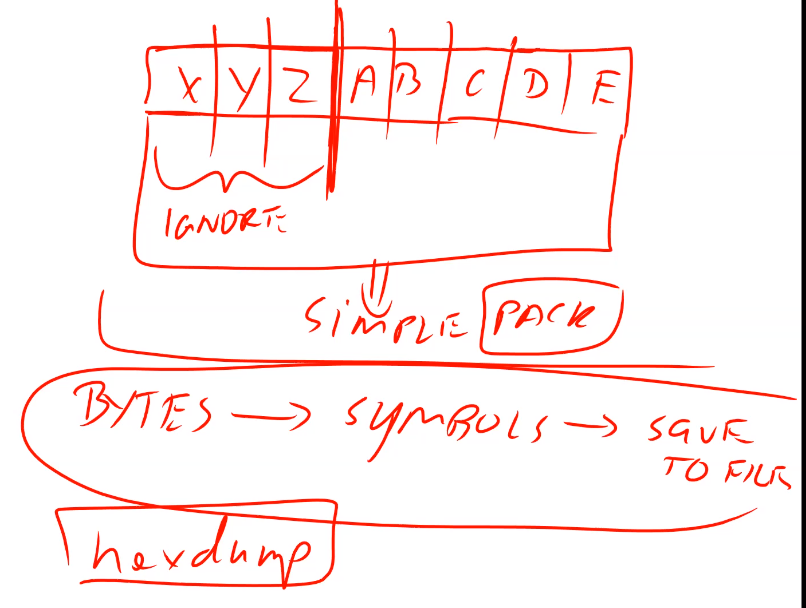 X Y Z A B C D E
IGNORE
SIMPLE PACK
BYTES → SYMBOLS → SAVE
TO FILE
hexdump